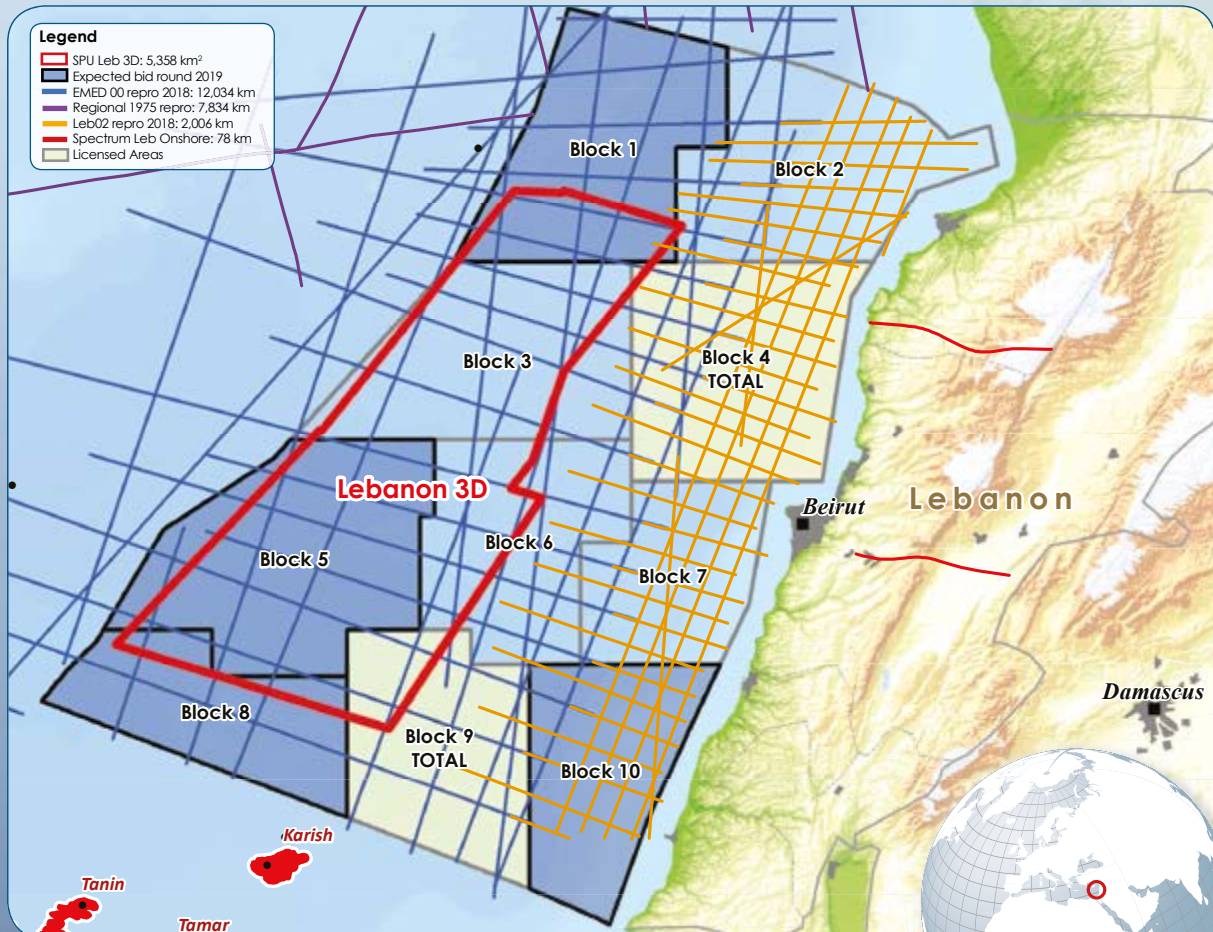 Legend
SPU Leb 3D: 5,358 km²
Expected bid round 2019
EMED 00 repro 2018: 12,034 km
Regional 1975 repro: 7,834 km
Leb02 repro 2018: 2,006 km
Spectrum Leb Onshore: 78 km
Licensed Areas
Block 1
Block 2
Block 3
Block 4
TOTAL
Lebanon 3D
Lebanon
Beirut
Block 6
Block 5
Block 7
Damascus
Block 8
Block 9
TOTAL
Block 10
Karish
Tanin
Tamar